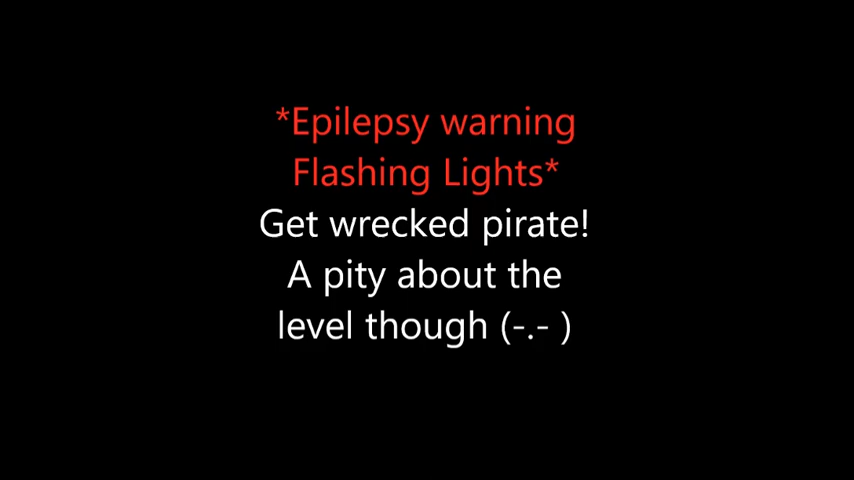 *Epilepsy warning
Flashing Lights*
Get wrecked pirate!
A pity about the
level though (-.- )